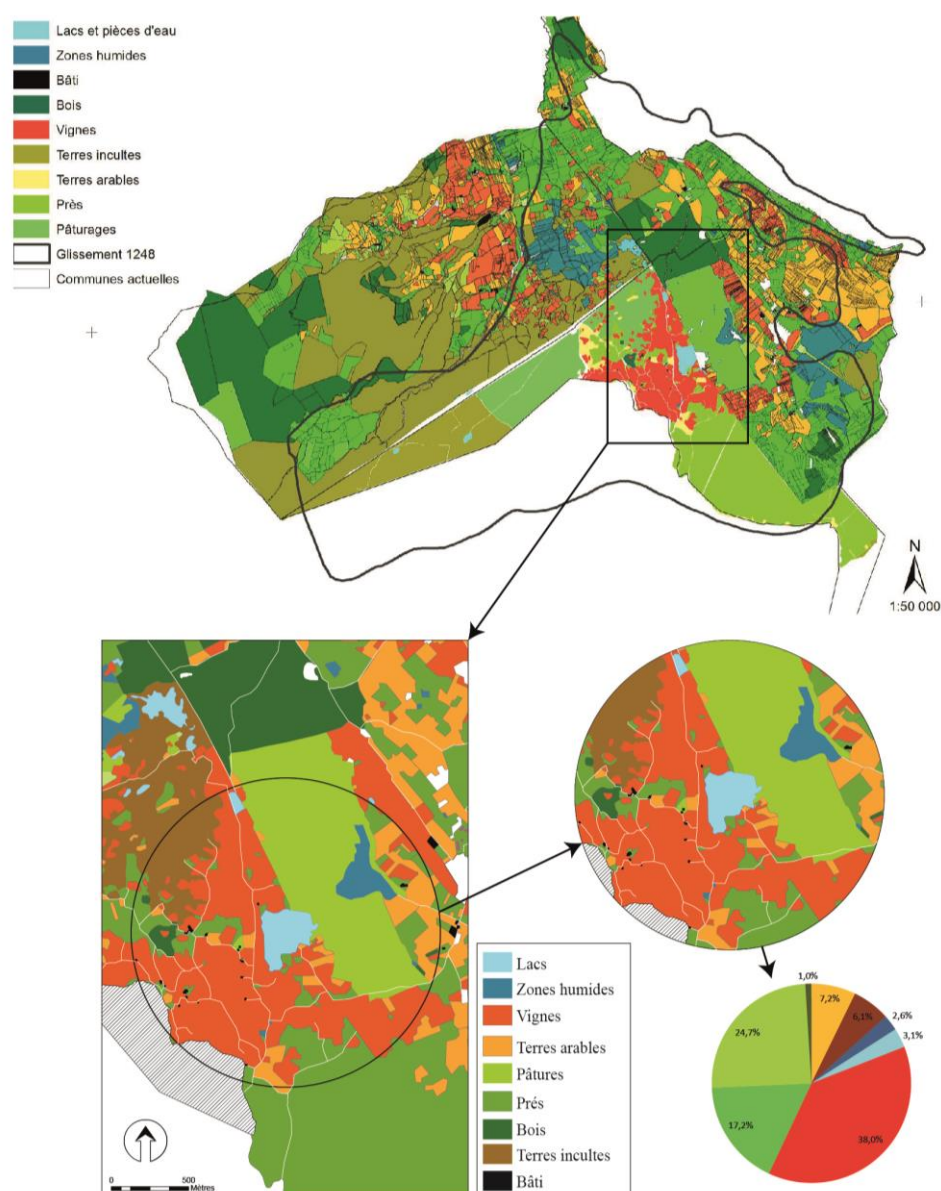 Lacs et pièces d'eau
Zones humides
Bâti
Bois
Vignes
Terres incultes
Terres arables
Près
Pâturages
Glissement 1248
Communes actuelles
N
1:50 000
Lacs
Zones humides
Vignes
Terres arables
Pâtures
Prés
Bois
Terres incultes
Bâti
0 500
Mètres
1,0%
7,2%
6,1%
2,6%
3,1%
24,7%
17,2%
38,0%